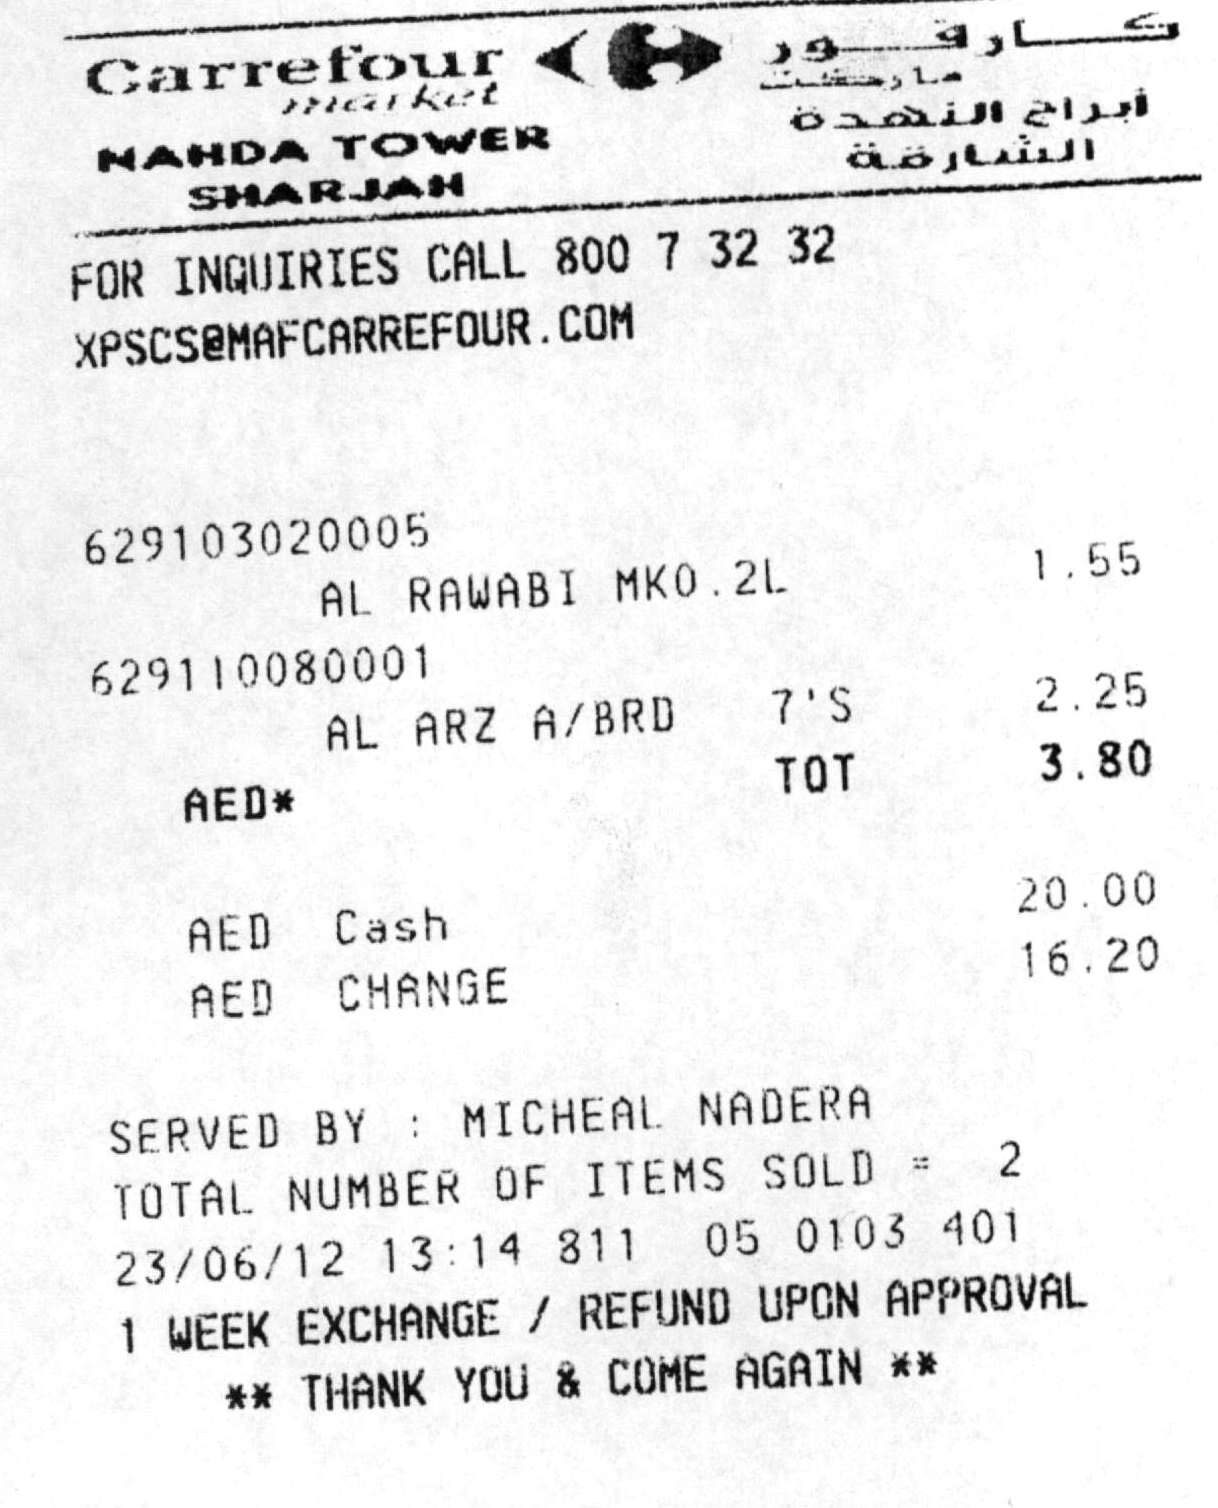 Carrefour
market
NAHDA TOWER
SHARJAH
كارفور
ماركت
أبراج النهدة
الشارقة
FOR INQUIRIES CALL 800 7 32 32
XPSCS@MAFCARREFOUR.COM
629103020005
AL RAWABI MKO.2L 1.55
629110080001
AL ARZ A/BRD 7'S 2.25
AED* TOT 3.80
AED Cash 20.00
AED CHANGE 16.20
SERVED BY : MICHEAL NADERA
TOTAL NUMBER OF ITEMS SOLD = 2
23/06/12 13:14 811 05 0103 401
1 WEEK EXCHANGE / REFUND UPON APPROVAL
** THANK YOU & COME AGAIN **